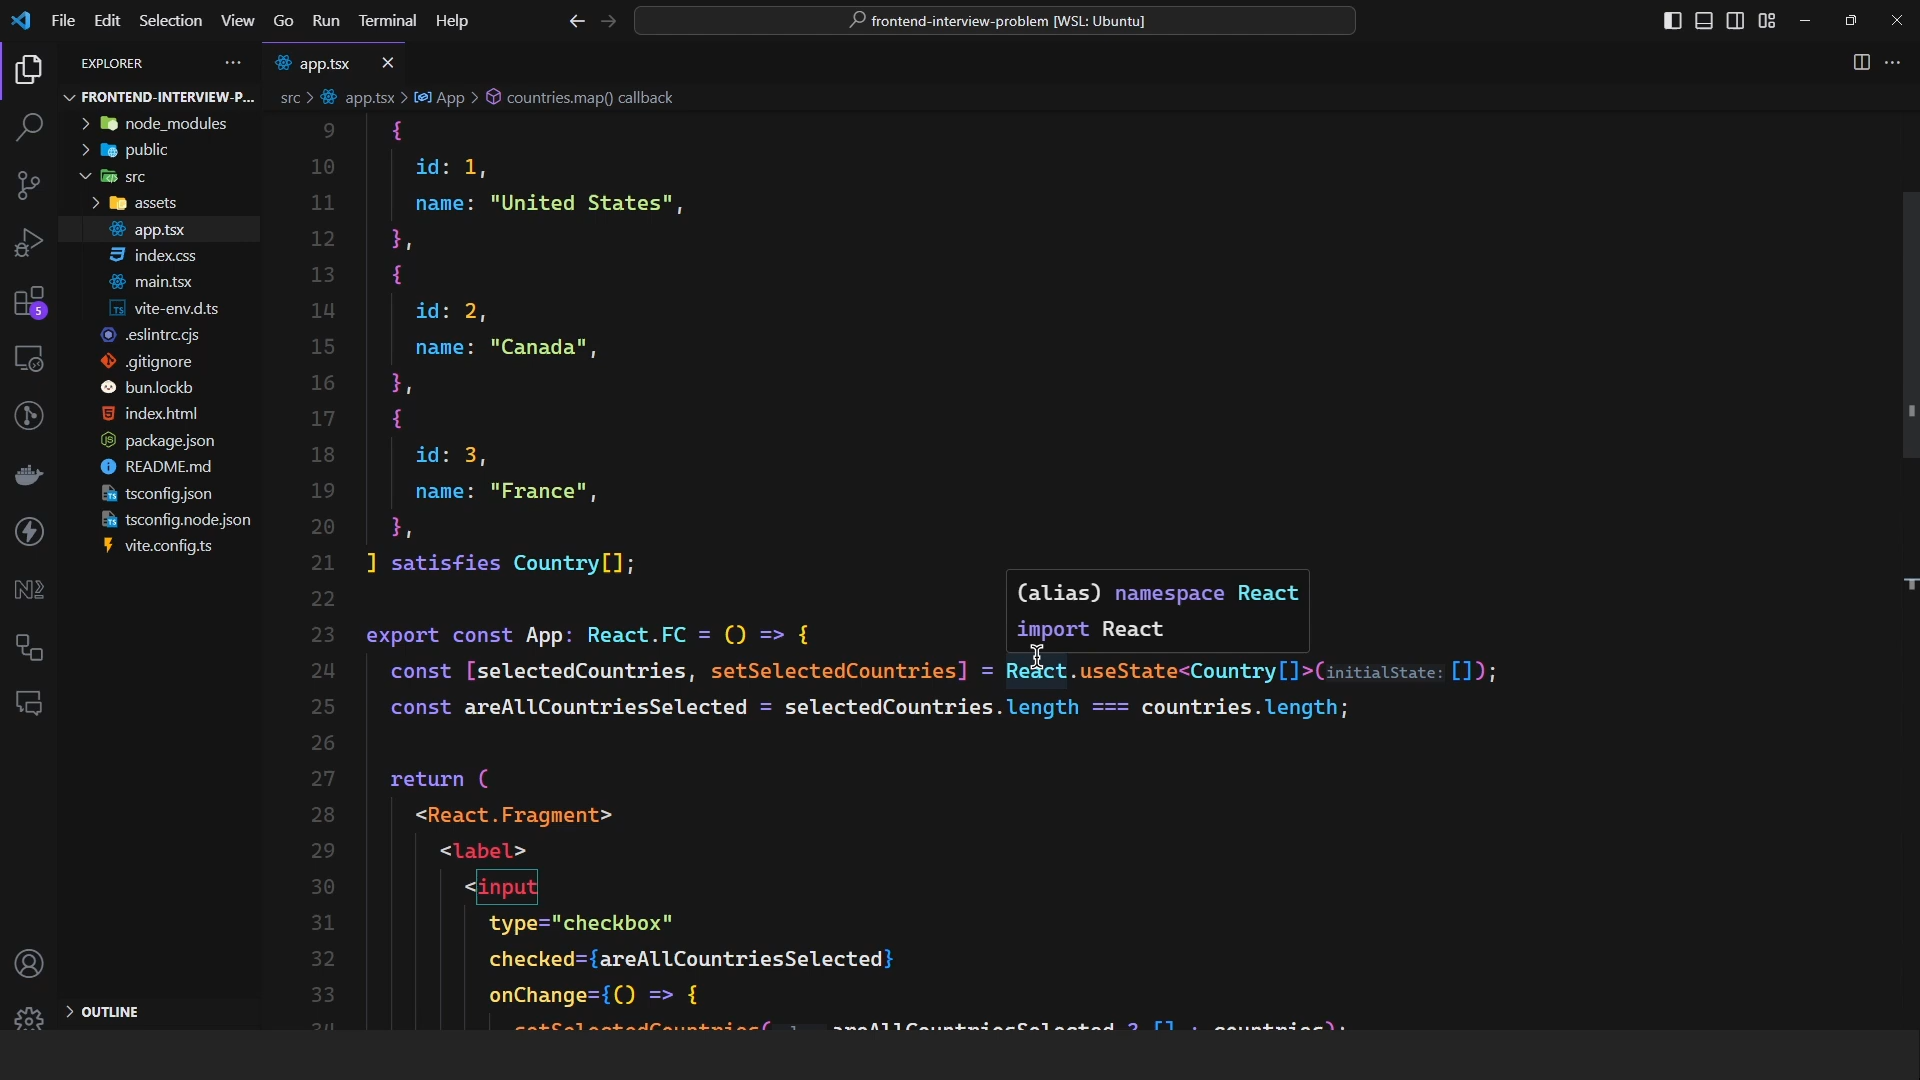 File Edit Selection View Go Run Terminal Help
frontend-interview-problem [WSL: Ubuntu]
EXPLORER
app.tsx
FRONTEND-INTERVIEW-P...
src > app.tsx > App > countries.map() callback
node_modules
public
src
assets
app.tsx
index.css
main.tsx
vite-env.d.ts
.eslintrc.cjs
.gitignore
bun.lockb
index.html
package.json
README.md
tsconfig.json
tsconfig.node.json
vite.config.ts
OUTLINE
5
9 {
10 id: 1,
11 name: "United States",
12 },
13 {
14 id: 2,
15 name: "Canada",
16 },
17 {
18 id: 3,
19 name: "France",
20 },
21 ] satisfies Country[];
22
(alias) namespace React
import React
23 export const App: React.FC = () => {
24 const [selectedCountries, setSelectedCountries] = React.useState<Country[]>(initialState: []);
25 const areAllCountriesSelected = selectedCountries.length === countries.length;
26
27 return (
28 <React.Fragment>
29 <label>
30 <input
31 type="checkbox"
32 checked={areAllCountriesSelected}
33 onChange={() => {
34 setSelectedCountries( areAllCountriesSelected ? [] : countries);